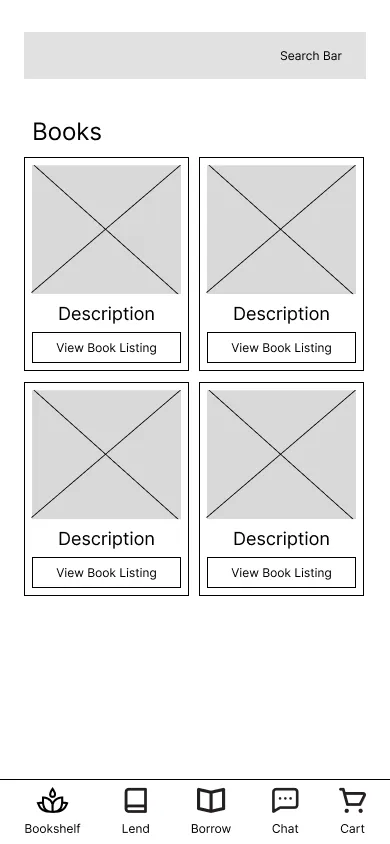 Search Bar
Books
Description
Description
View Book Listing
View Book Listing
Description
Description
View Book Listing
View Book Listing
Bookshelf
Lend
Borrow
Chat
Cart